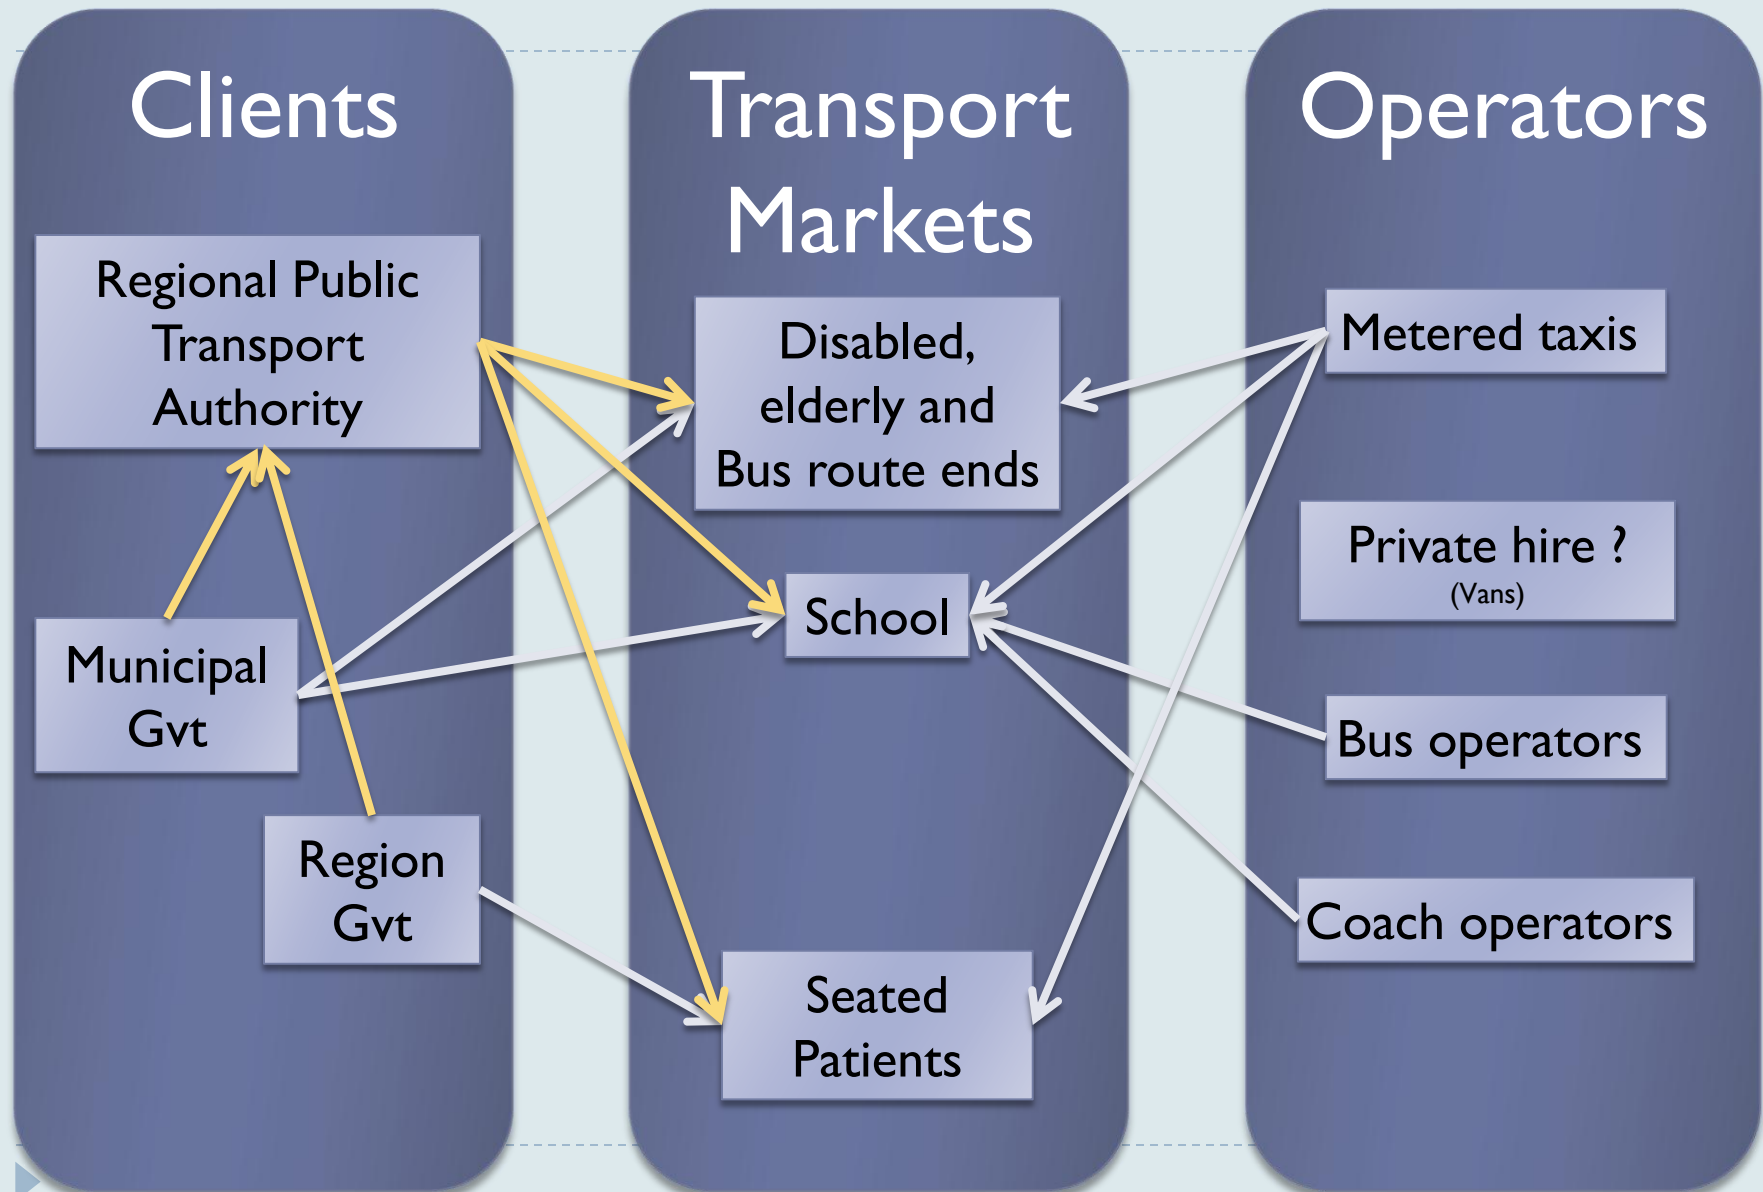 Clients
Regional Public
Transport
Authority
Municipal
Gvt
Region
Gvt
Transport
Markets
Disabled,
elderly and
Bus route ends
School
Seated
Patients
Operators
Metered taxis
Private hire ?
(Vans)
Bus operators
Coach operators